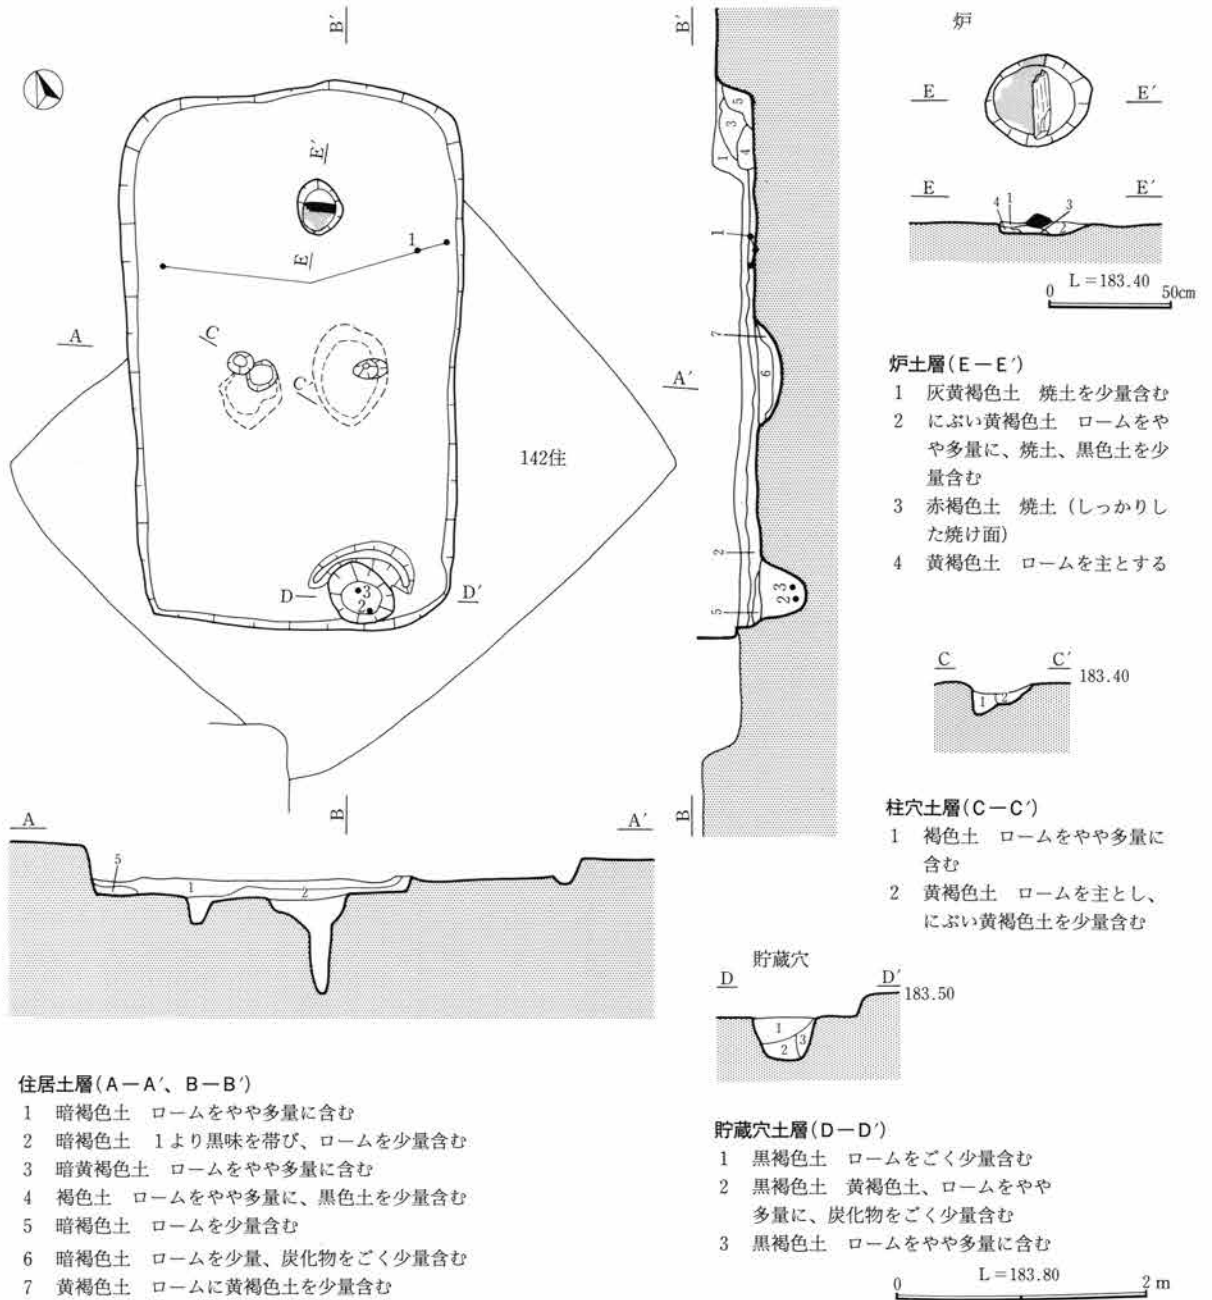 B′
B′
炉
E
E′
E′
1
E
E
E′
4
1
3
2
L=183.40
0
50cm
A
C
C′
A′
142住
D
3
2
D′
5
3
4
1
1
7
6
2
3
2
5
炉土層(E-E′)
1 灰黄褐色土 焼土を少量含む
2 にぶい黄褐色土 ロームをや
や多量に、焼土、黒色土を少
量含む
3 赤褐色土 焼土(しっかりし
た焼け面)
4 黄褐色土 ロームを主とする
C
C′
183.40
1
2
B
B
A
A′
5
1
2
柱穴土層(C-C′)
1 褐色土 ロームをやや多量に
含む
2 黄褐色土 ロームを主とし、
にぶい黄褐色土を少量含む
貯蔵穴
D
D′
183.50
1
2
3
住居土層(A-A′、B-B′)
1 暗褐色土 ロームをやや多量に含む
2 暗褐色土 1より黒味を帯び、ロームを少量含む
3 暗黄褐色土 ロームをやや多量に含む
4 褐色土 ロームをやや多量に、黒色土を少量含む
5 暗褐色土 ロームを少量含む
6 暗褐色土 ロームを少量、炭化物をごく少量含む
7 黄褐色土 ロームに黄褐色土を少量含む
貯蔵穴土層(D-D′)
1 黒褐色土 ロームをごく少量含む
2 黒褐色土 黄褐色土、ロームをやや
多量に、炭化物をごく少量含む
3 黒褐色土 ロームをやや多量に含む
L=183.80
0
2m